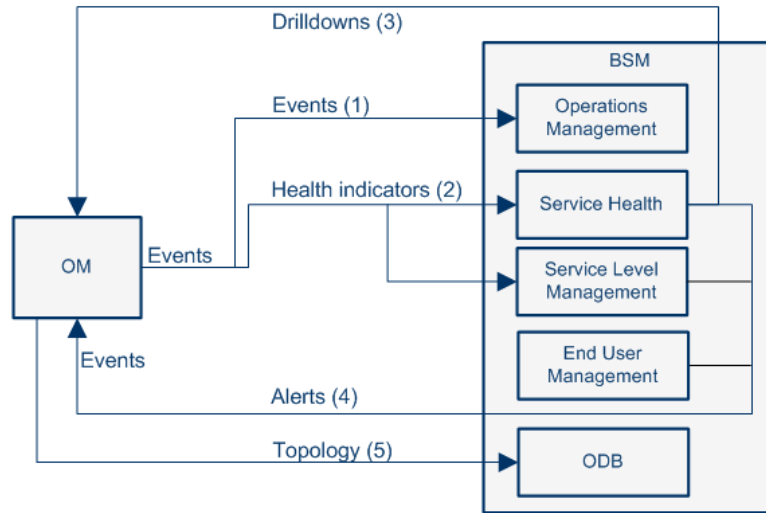 Drilldowns (3)
BSM
Events (1)
Operations
Management
Health indicators (2)
Service Health
OM
Events
Service Level
Management
End User
Management
Events
Alerts (4)
Topology (5)
ODB